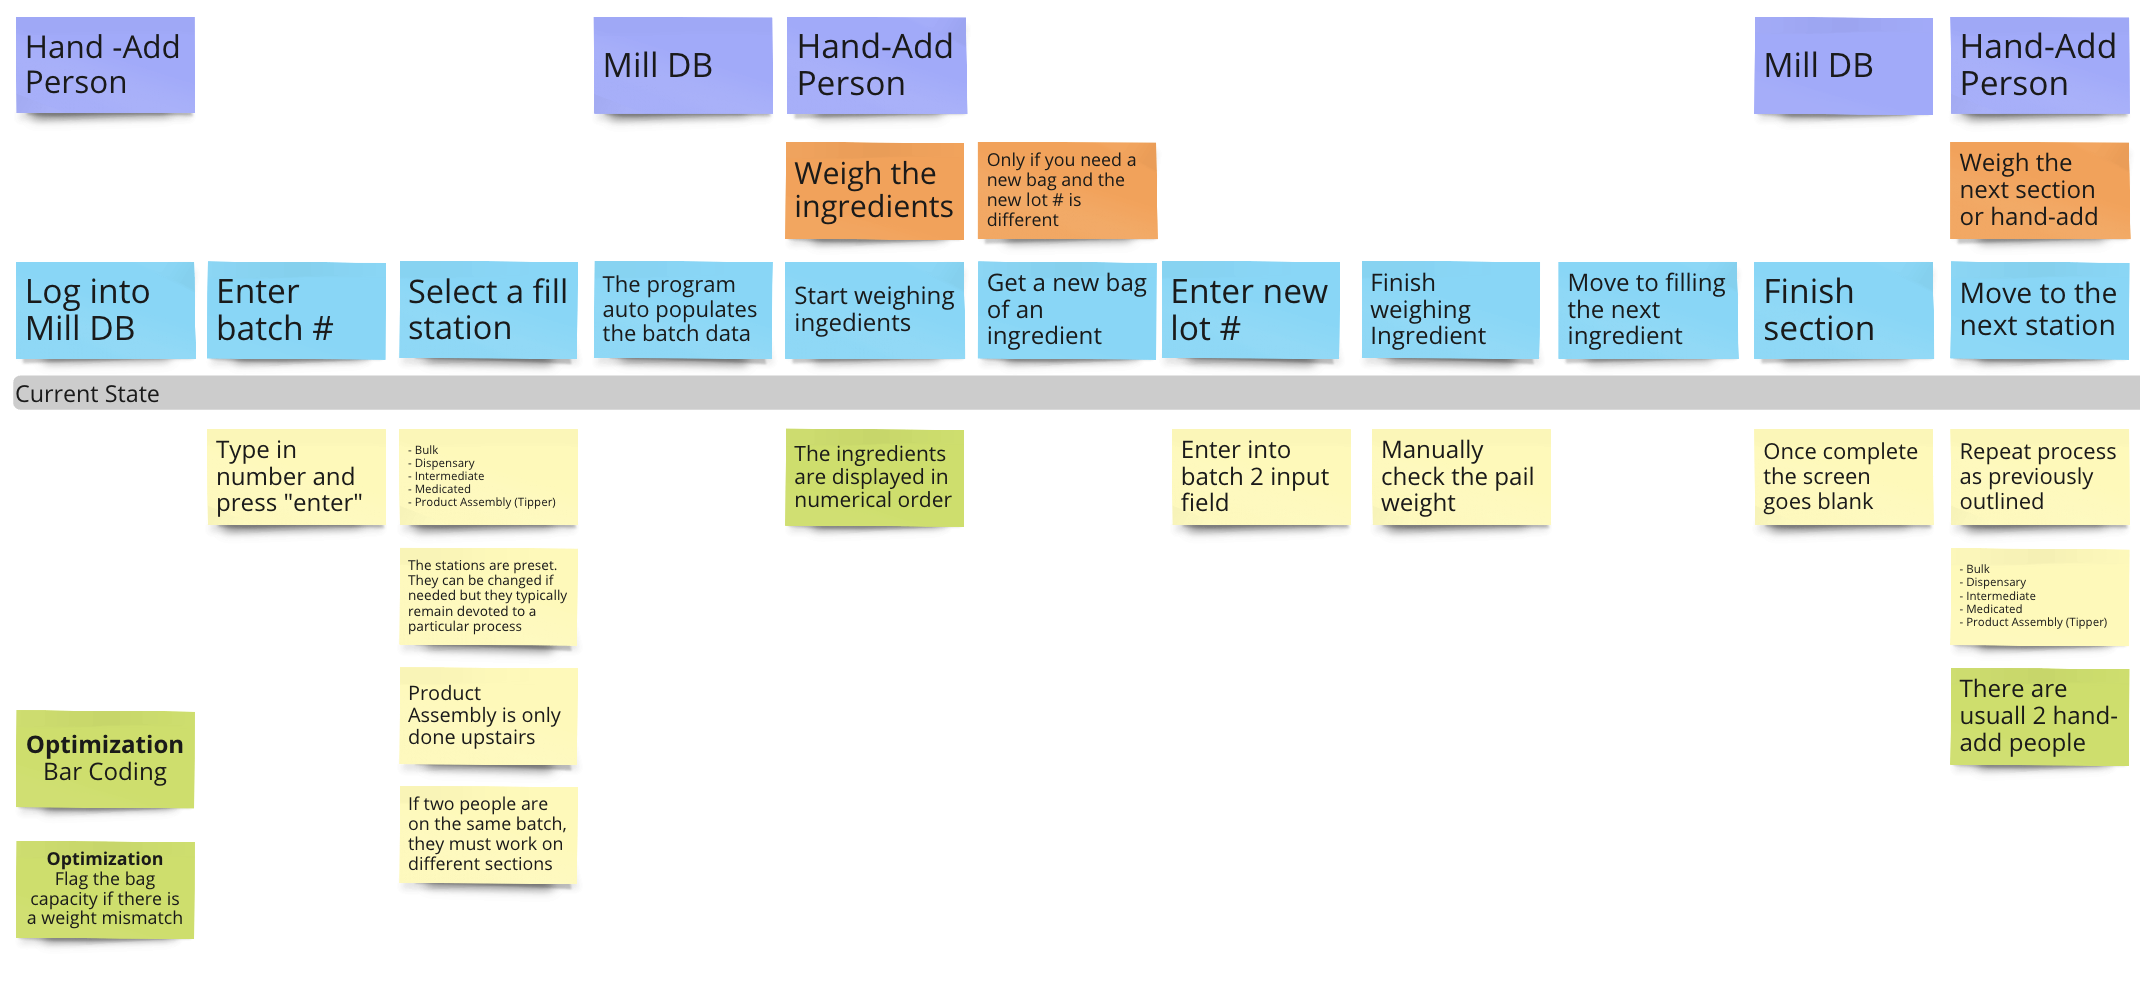 Hand -Add
Person
Mill DB
Hand-Add
Person
Mill DB
Hand-Add
Person
Weigh the
ingredients
Only if you need a
new bag and the
new lot # is
different
Weigh the
next section
or hand-add
Log into
Mill DB
Enter
batch #
Select a fill
station
The program
auto populates
the batch data
Start weighing
ingedients
Get a new bag
of an
ingredient
Enter new
lot #
Finish
weighing
Ingredient
Move to filling
the next
ingredient
Finish
section
Move to the
next station
Current State
Type in
number and
press "enter"
- Bulk
- Dispensary
- Intermediate
- Medicated
- Product Assembly (Tipper)
The ingredients
are displayed in
numerical order
Enter into
batch 2 input
field
Manually
check the pail
weight
Once complete
the screen
goes blank
Repeat process
as previously
outlined
The stations are preset.
They can be changed if
needed but they typically
remain devoted to a
particular process
- Bulk
- Dispensary
- Intermediate
- Medicated
- Product Assembly (Tipper)
Product
Assembly is only
done upstairs
There are
usuall 2 hand-
add people
Optimization
Bar Coding
If two people are
on the same batch,
they must work on
different sections
Optimization
Flag the bag
capacity if there is
a weight mismatch